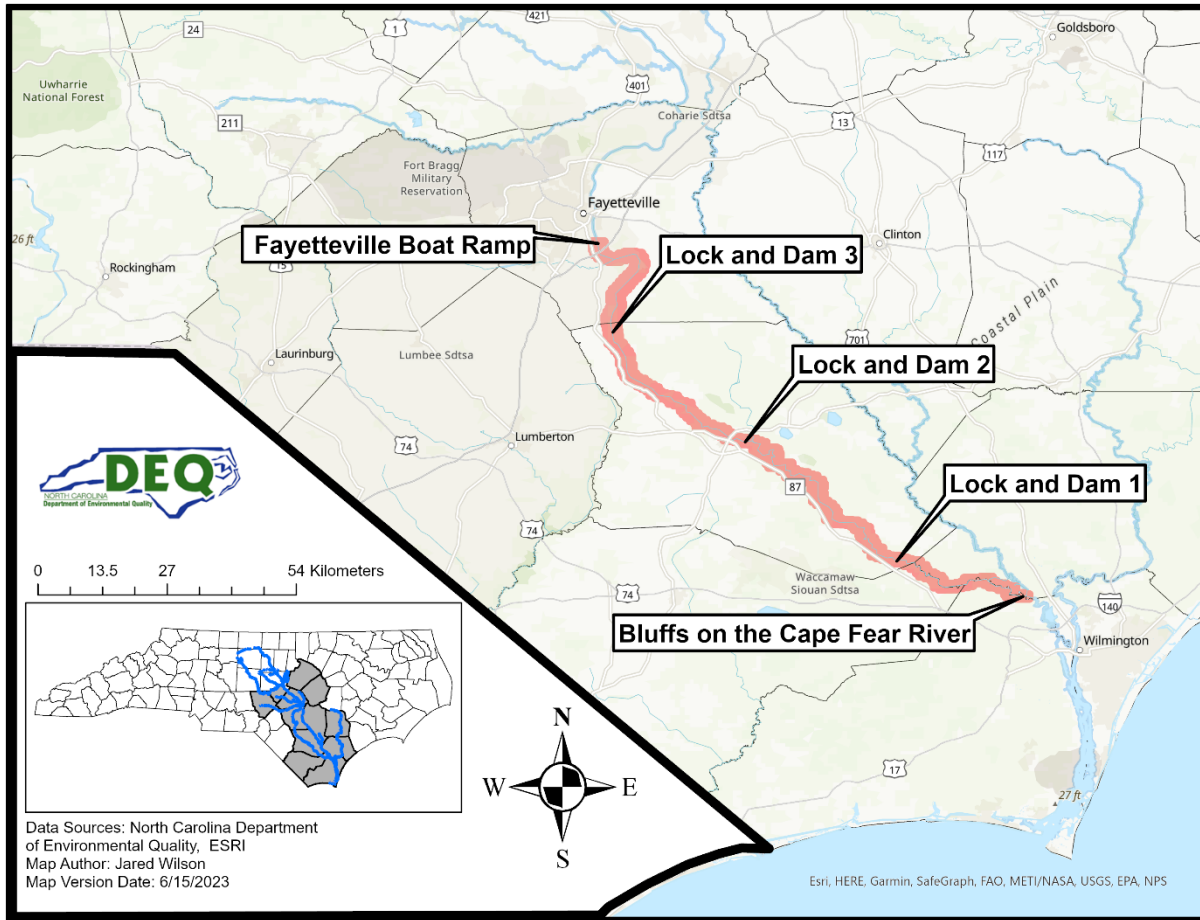 421
24
1
Goldsboro
Uwharrie
National Forest
401
Coharie Sdtsa
211
13
117
Fort Bragg
Military
Reservation
Fayetteville
Clinton
26 ft
Fayetteville Boat Ramp
Lock and Dam 3
Rockingham
15
Coastal Plain
701
Laurinburg
Lumbee Sdtsa
Lock and Dam 2
74
Lumberton
87
Lock and Dam 1
74
DEQ
NORTH CAROLINA
Department of Environmental Quality
0 13.5 27 54 Kilometers
Waccamaw
Siouan Sdtsa
74
140
Bluffs on the Cape Fear River
Wilmington
N
W E
S
17
27 ft
Data Sources: North Carolina Department
of Environmental Quality, ESRI
Map Author: Jared Wilson
Map Version Date: 6/15/2023
Esri, HERE, Garmin, SafeGraph, FAO, METI/NASA, USGS, EPA, NPS